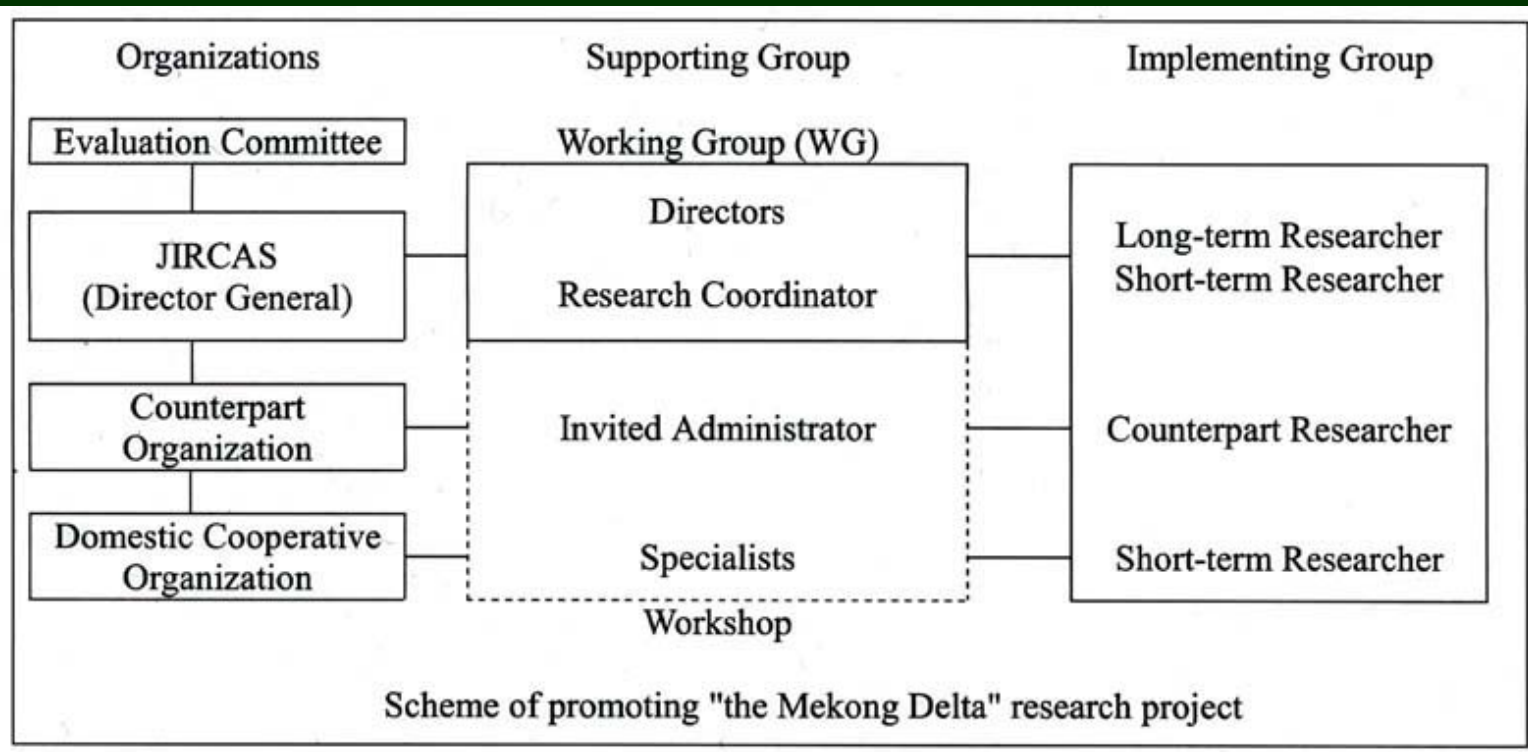 Organizations
Supporting Group
Implementing Group
Evaluation Committee
Working Group (WG)
JIRCAS
(Director General)
Directors
Research Coordinator
Long-term Researcher
Short-term Researcher
Counterpart
Organization
Invited Administrator
Counterpart Researcher
Domestic Cooperative
Organization
Specialists
Short-term Researcher
Workshop
Scheme of promoting "the Mekong Delta" research project